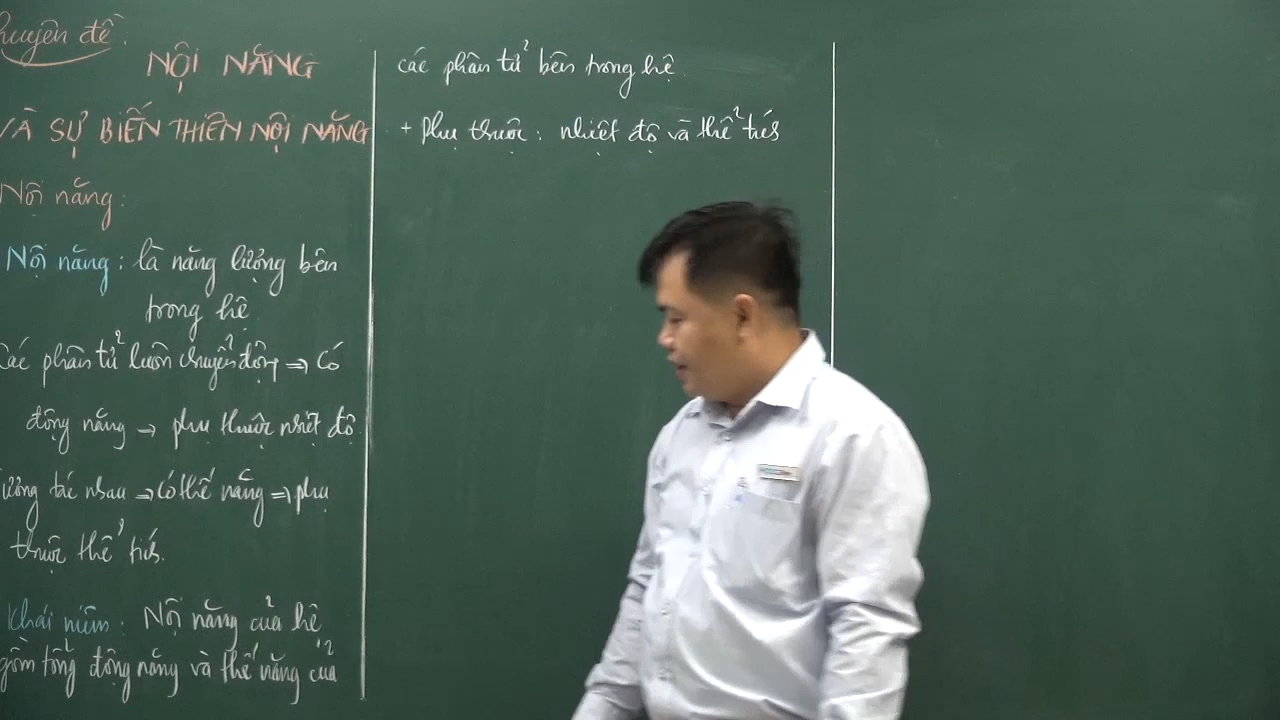 huyên đề:
NỘI NĂNG
VÀ SỰ BIẾN THIÊN NỘI NĂNG
Nội năng:
Nội năng: là năng lượng bên
trong hệ.
Các phân tử luôn chuyển động ⇒ Có
động năng → phụ thuộc nhiệt độ
tương tác nhau ⇒ có thế năng ⇒ phụ
thuộc thể tích.
Khái niệm: Nội năng của hệ
gồm tổng động năng và thế năng của
các phân tử bên trong hệ.
+ Phụ thuộc: nhiệt độ và thể tích